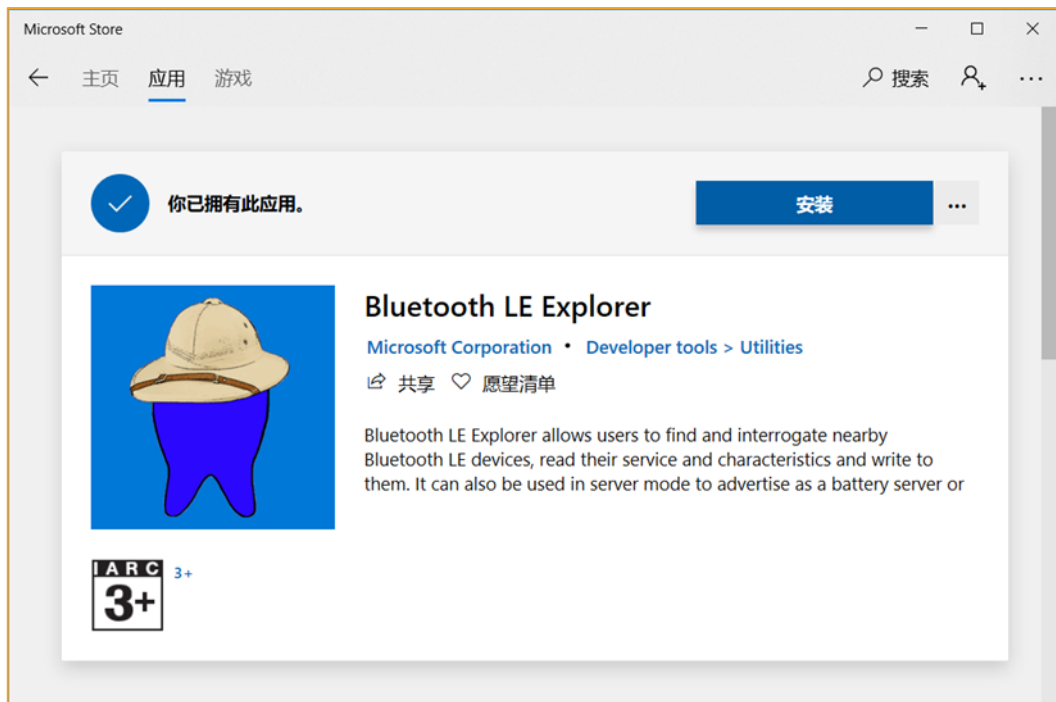 Microsoft Store
主页 应用 游戏 搜索
你已拥有此应用。 安装
Bluetooth LE Explorer
Microsoft Corporation • Developer tools > Utilities
共享 愿望清单
Bluetooth LE Explorer allows users to find and interrogate nearby
Bluetooth LE devices, read their service and characteristics and write to
them. It can also be used in server mode to advertise as a battery server or
IARC 3+
3+